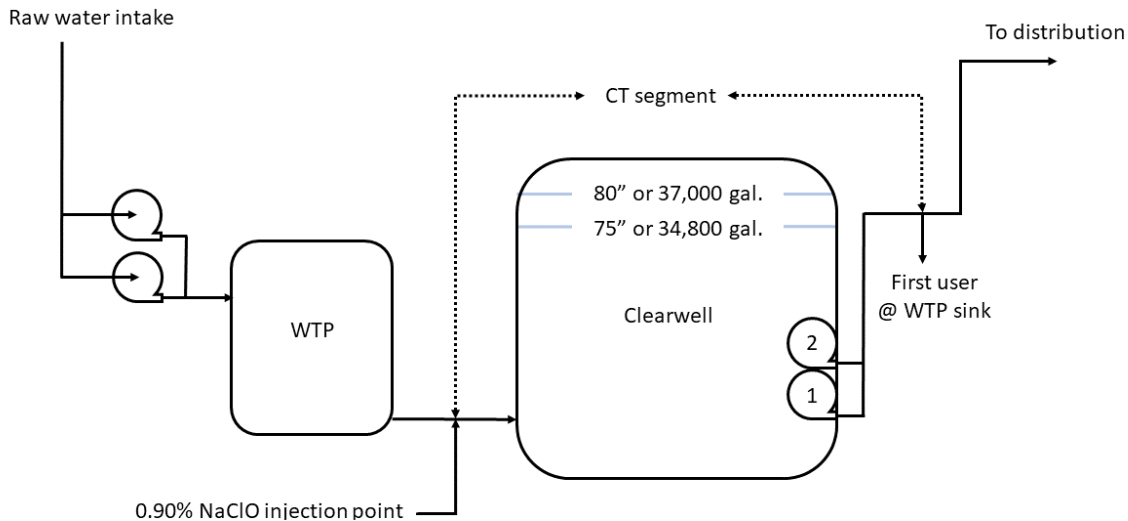 Raw water intake
To distribution
CT segment
80” or 37,000 gal.
75” or 34,800 gal.
First user
@ WTP sink
WTP
Clearwell
2
1
0.90% NaClO injection point